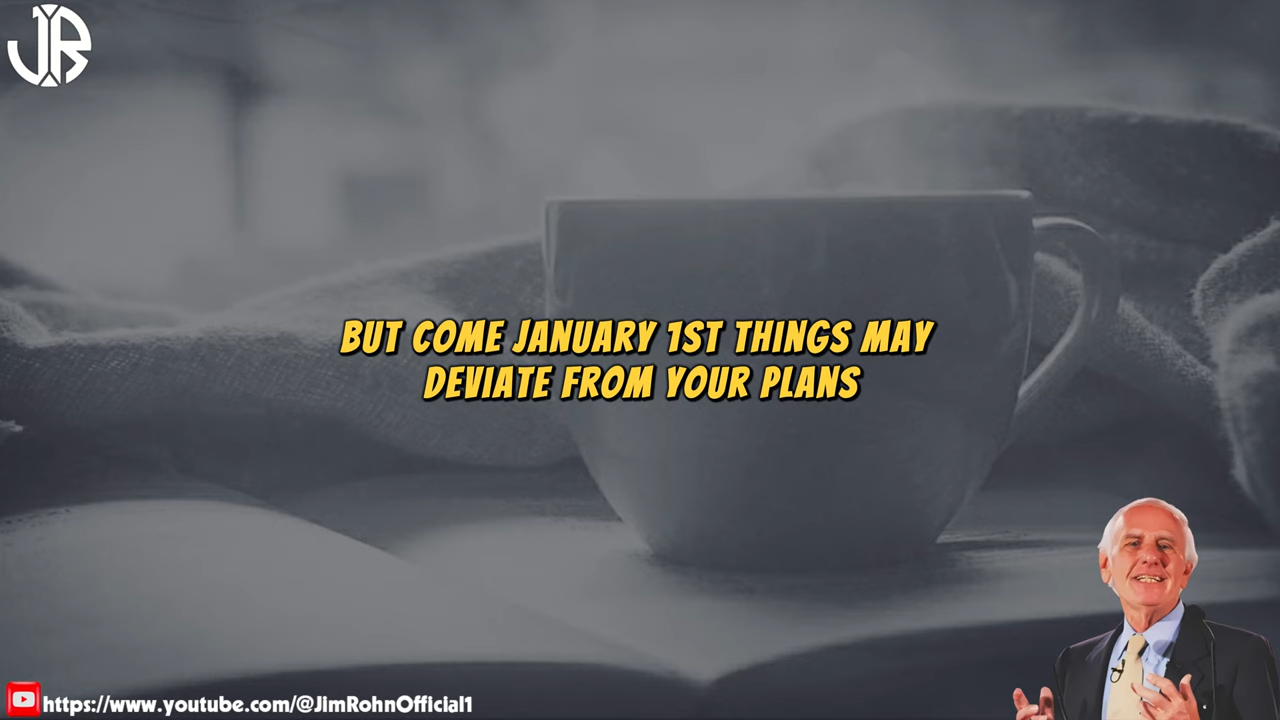 JR
BUT COME JANUARY 1ST THINGS MAY
DEVIATE FROM YOUR PLANS
https://www.youtube.com/@JimRohnOfficial1